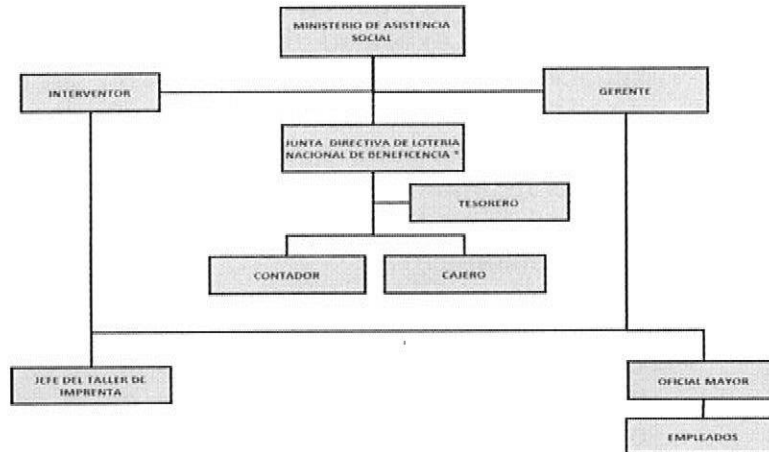 MINISTERIO DE ASISTENCIA
SOCIAL
INTERVENTOR
GERENTE
JUNTA DIRECTIVA DE LOTERIA
NACIONAL DE BENEFICENCIA *
TESORERO
CONTADOR
CAJERO
JEFE DEL TALLER DE
IMPRENTA
OFICIAL MAYOR
EMPLEADOS